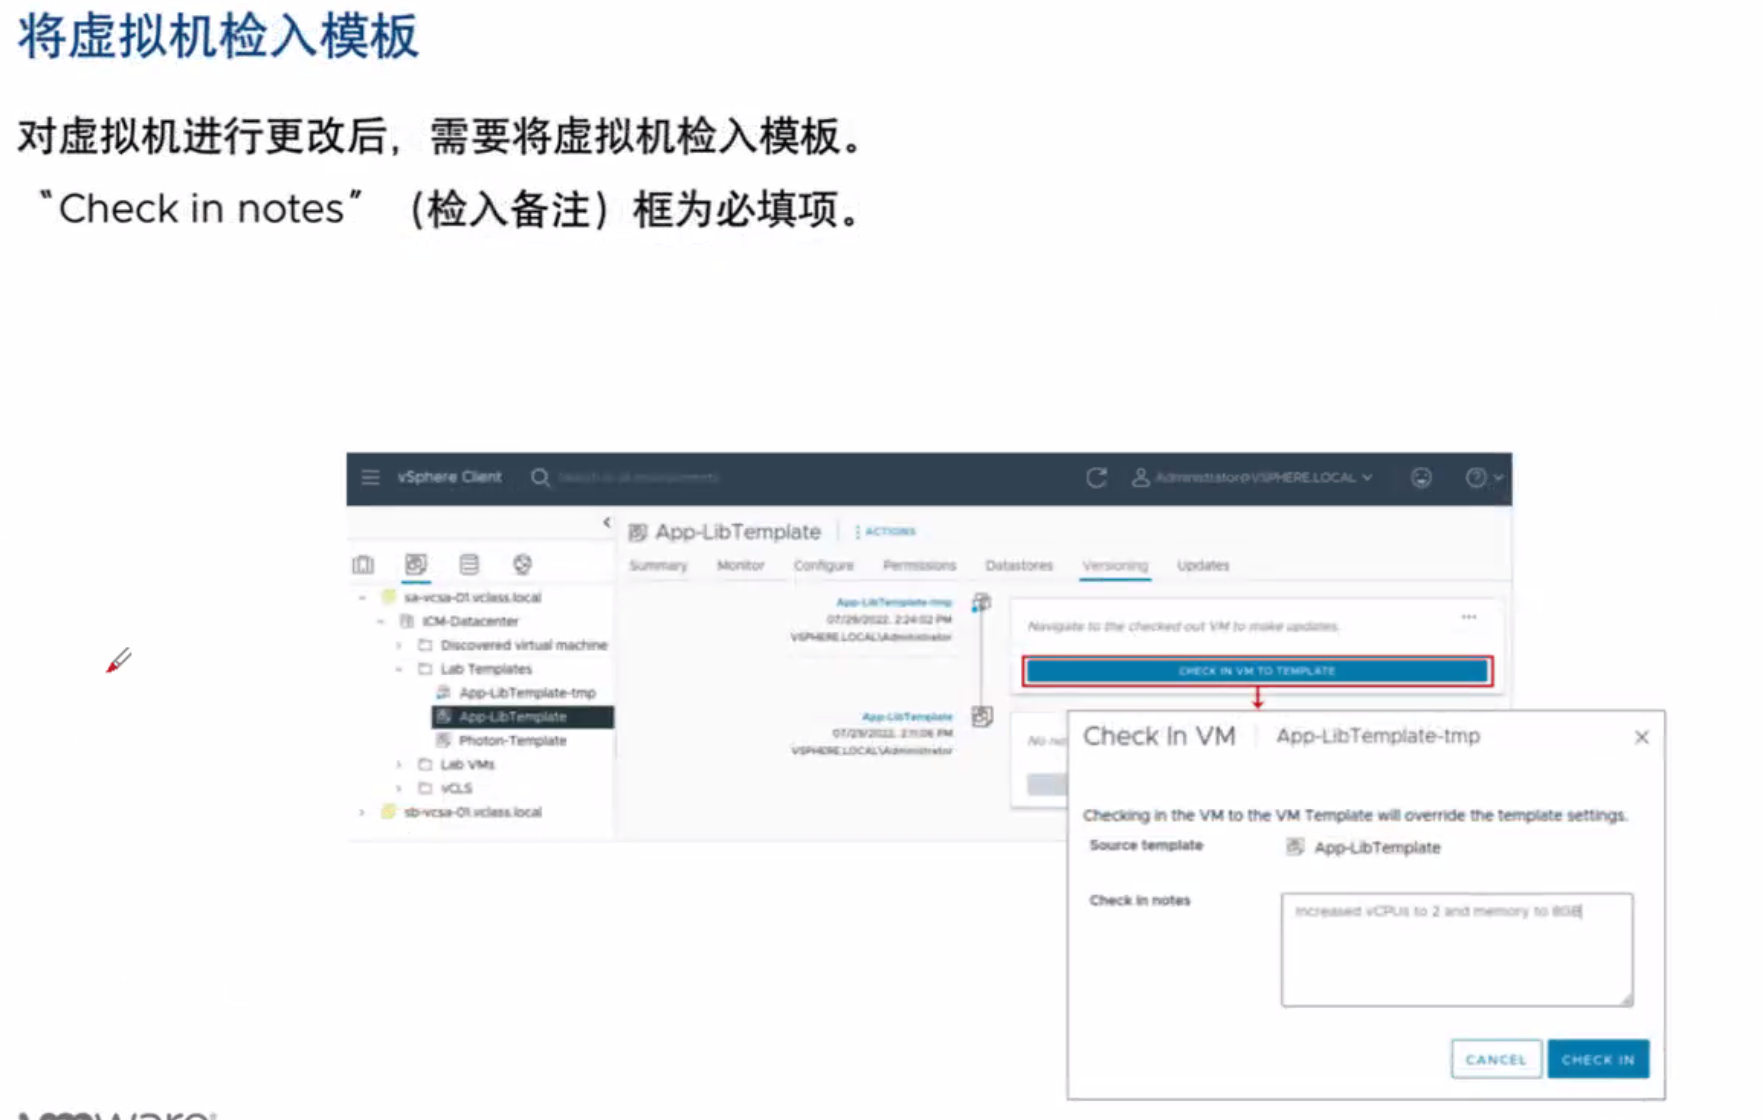 将虚拟机检入模板
对虚拟机进行更改后，需要将虚拟机检入模板。
“Check in notes”（检入备注）框为必填项。
vSphere Client
Search in all environments
Administrator@VSPHERE.LOCAL
App-LibTemplate
ACTIONS
Summary Monitor Configure Permissions Datastores Versioning Updates
sa-vcsa-01.vclass.local
ICM-Datacenter
Discovered virtual machine
Lab Templates
App-LibTemplate-tmp
App-LibTemplate
Photon-Template
Lab VMs
vCLS
sb-vcsa-01.vclass.local
App-LibTemplate-tmp
07/29/2022, 2:24:02 PM
VSPHERE.LOCAL\Administrator
App-LibTemplate
07/29/2022, 2:11:06 PM
VSPHERE.LOCAL\Administrator
Navigate to the checked out VM to make updates.
CHECK IN VM TO TEMPLATE
No
Check In VM App-LibTemplate-tmp
Checking in the VM to the VM Template will override the template settings.
Source template App-LibTemplate
Check in notes
Increased vCPUs to 2 and memory to 8GB
CANCEL CHECK IN
vmware